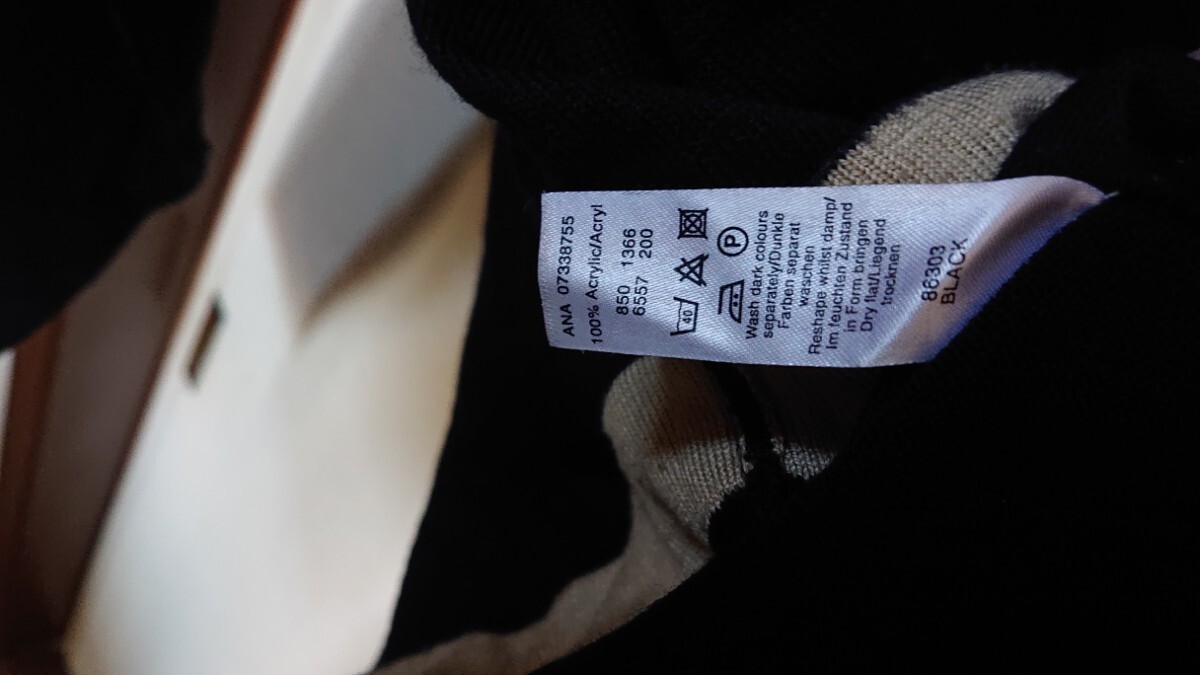 ANA 07338755
100% Acrylic/Acryl
850 1366
6557 200
40
P
Wash dark colours
separately/Dunkle
Farben separat
waschen
Reshape whilst damp/
Im feuchten Zustand
in Form bringen
Dry flat/Liegend
trocknen
86303
BLACK